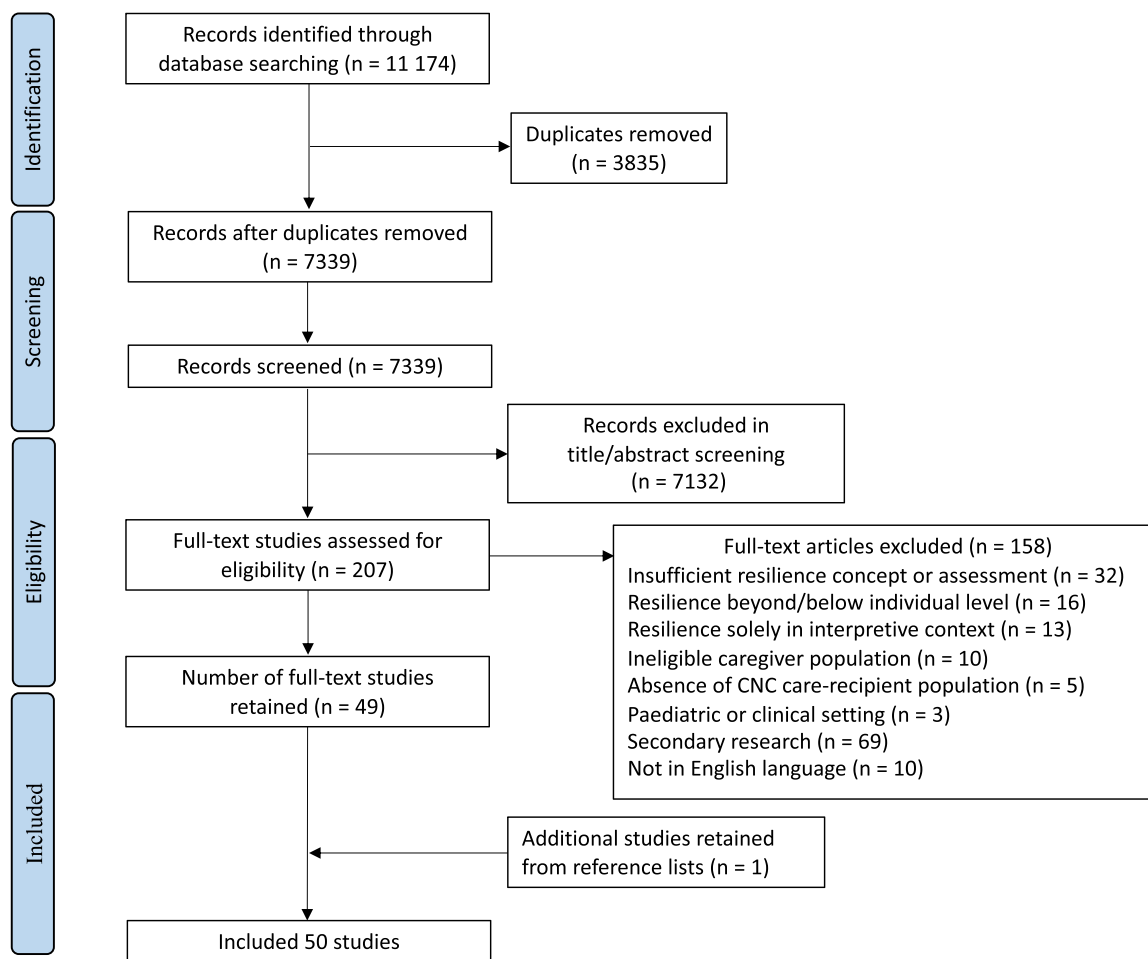 Identification
Records identified through
database searching (n = 11 174)
Duplicates removed
(n = 3835)
Screening
Records after duplicates removed
(n = 7339)
Records screened (n = 7339)
Records excluded in
title/abstract screening
(n = 7132)
Eligibility
Full-text studies assessed for
eligibility (n = 207)
Full-text articles excluded (n = 158)
Insufficient resilience concept or assessment (n = 32)
Resilience beyond/below individual level (n = 16)
Resilience solely in interpretive context (n = 13)
Ineligible caregiver population (n = 10)
Absence of CNC care-recipient population (n = 5)
Paediatric or clinical setting (n = 3)
Secondary research (n = 69)
Not in English language (n = 10)
Number of full-text studies
retained (n = 49)
Included
Additional studies retained
from reference lists (n = 1)
Included 50 studies